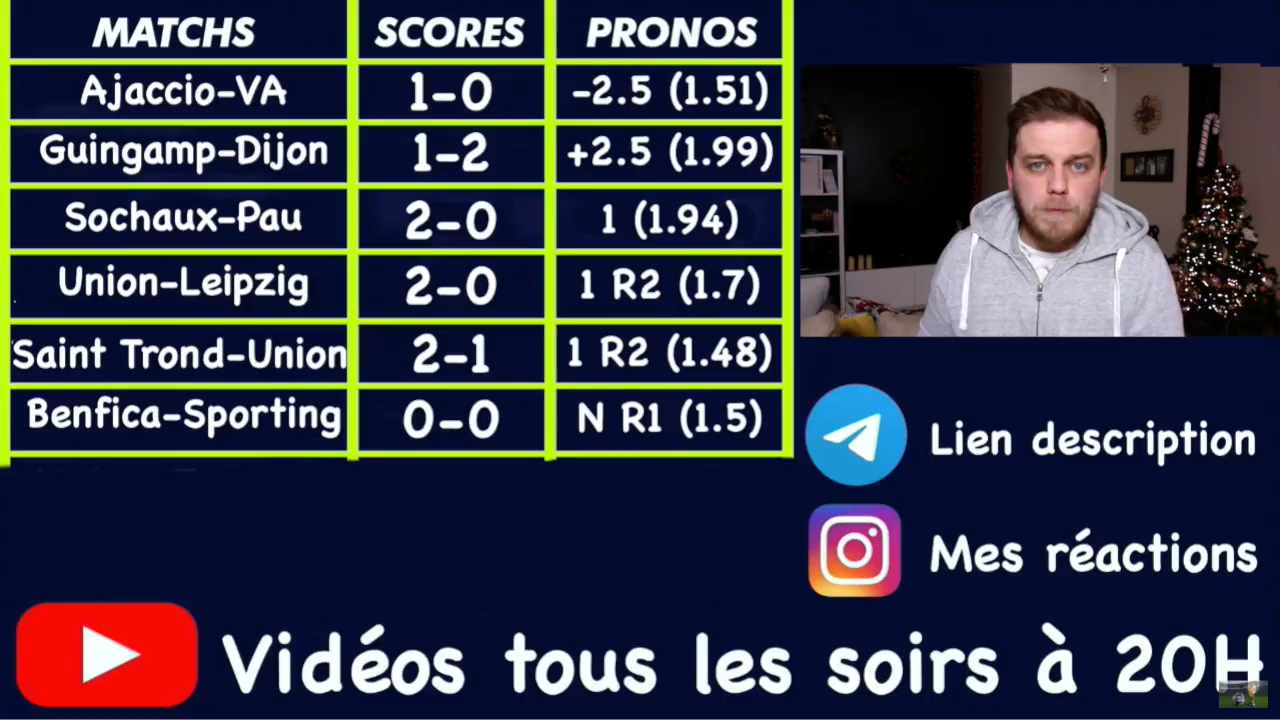 MATCHS SCORES PRONOS
Ajaccio-VA 1-0 -2.5 (1.51)
Guingamp-Dijon 1-2 +2.5 (1.99)
Sochaux-Pau 2-0 1 (1.94)
Union-Leipzig 2-0 1 R2 (1.7)
Saint Trond-Union 2-1 1 R2 (1.48)
Benfica-Sporting 0-0 N R1 (1.5)
Lien description
Mes réactions
Vidéos tous les soirs à 20H